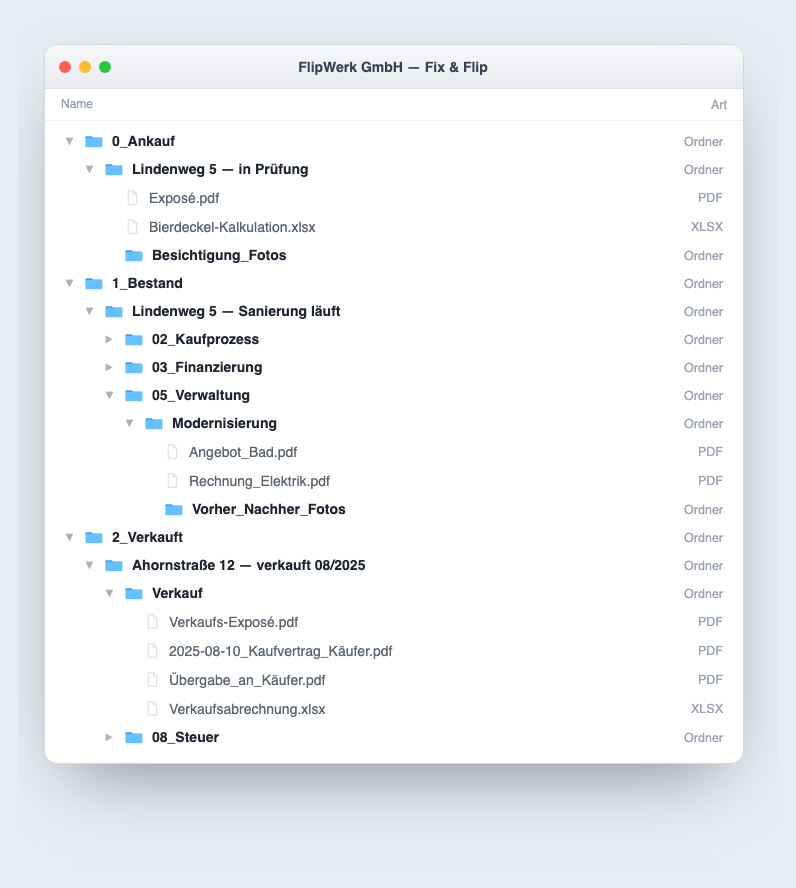 FlipWerk GmbH — Fix & Flip
Name Art
0_Ankauf Ordner
Lindenweg 5 — in Prüfung Ordner
Exposé.pdf PDF
Bierdeckel-Kalkulation.xlsx XLSX
Besichtigung_Fotos Ordner
1_Bestand Ordner
Lindenweg 5 — Sanierung läuft Ordner
02_Kaufprozess Ordner
03_Finanzierung Ordner
05_Verwaltung Ordner
Modernisierung Ordner
Angebot_Bad.pdf PDF
Rechnung_Elektrik.pdf PDF
Vorher_Nachher_Fotos Ordner
2_Verkauft Ordner
Ahornstraße 12 — verkauft 08/2025 Ordner
Verkauf Ordner
Verkaufs-Exposé.pdf PDF
2025-08-10_Kaufvertrag_Käufer.pdf PDF
Übergabe_an_Käufer.pdf PDF
Verkaufsabrechnung.xlsx XLSX
08_Steuer Ordner